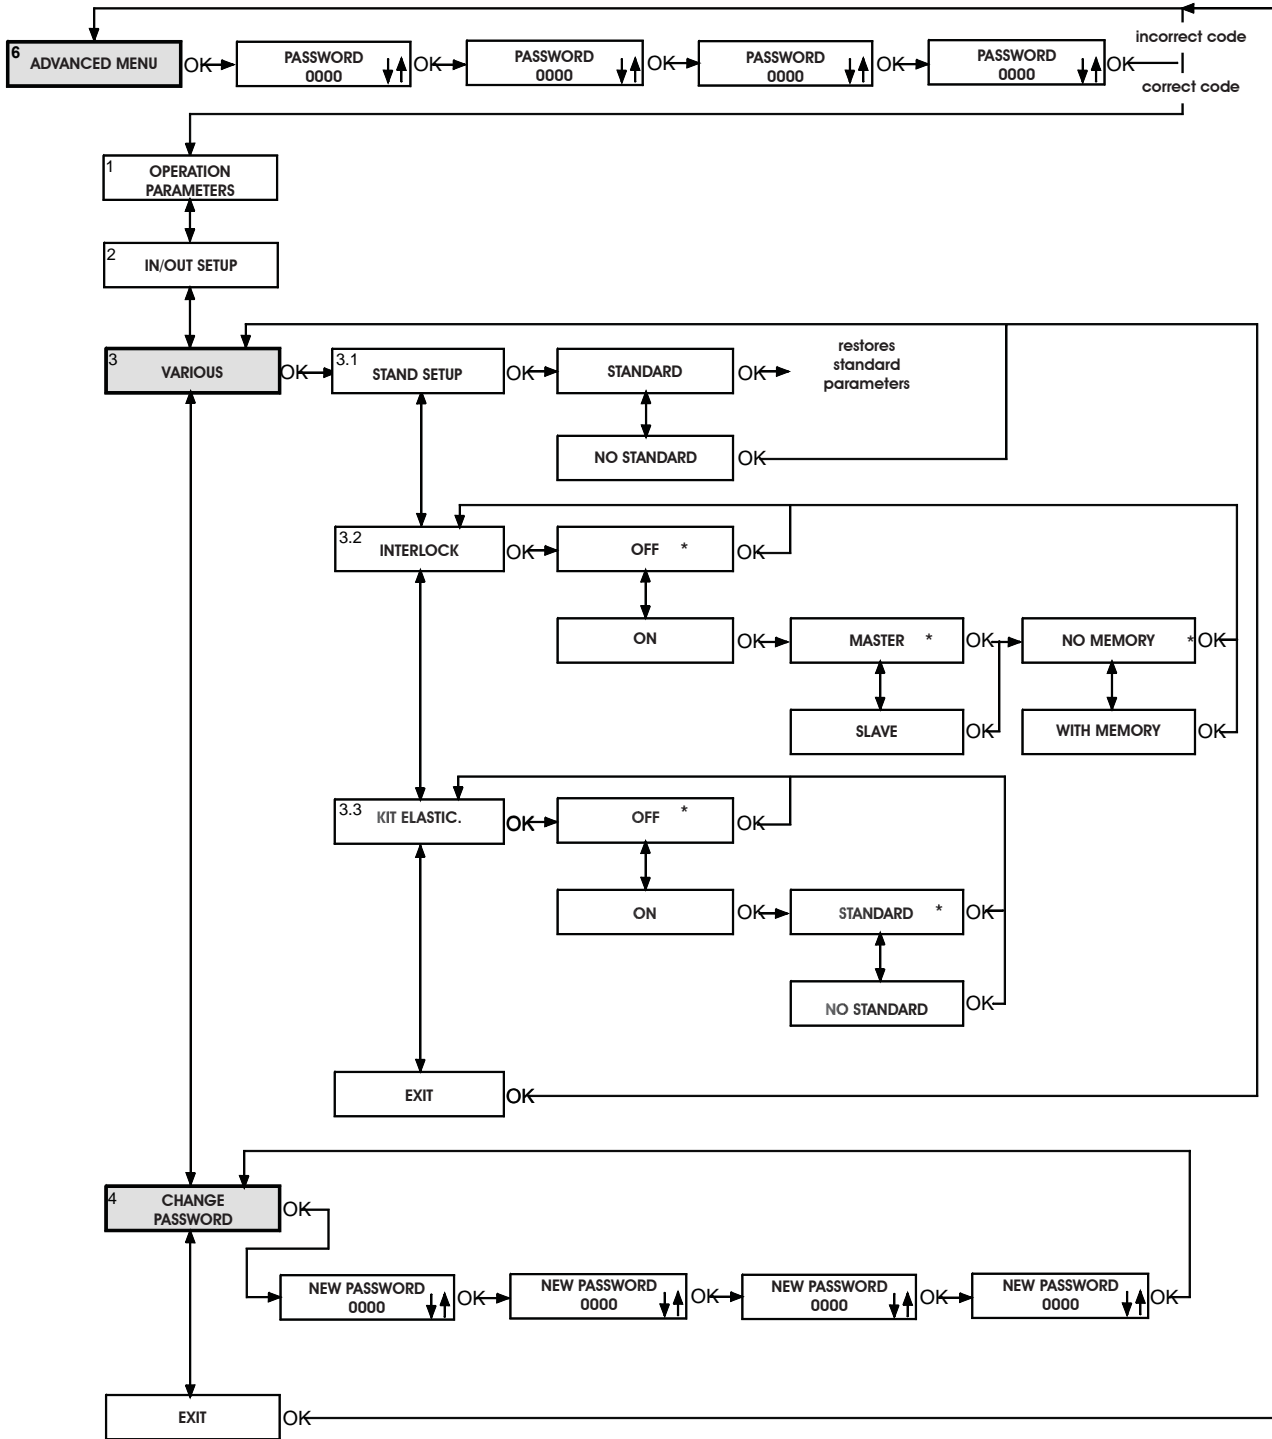 incorrect code
6
ADVANCED MENU
OK
PASSWORD
0000
OK
PASSWORD
0000
OK
PASSWORD
0000
OK
PASSWORD
0000
OK
correct code
1
OPERATION
PARAMETERS
2
IN/OUT SETUP
3
VARIOUS
OK
3.1
STAND SETUP
OK
STANDARD
OK
restores
standard
parameters
NO STANDARD
OK
3.2
INTERLOCK
OK
OFF *
OK
ON
OK
MASTER *
OK
NO MEMORY *
OK
SLAVE
OK
WITH MEMORY
OK
3.3
KIT ELASTIC.
OK
OFF *
OK
ON
OK
STANDARD *
OK
NO STANDARD
OK
EXIT
OK
4
CHANGE
PASSWORD
OK
NEW PASSWORD
0000
OK
NEW PASSWORD
0000
OK
NEW PASSWORD
0000
OK
NEW PASSWORD
0000
OK
EXIT
OK